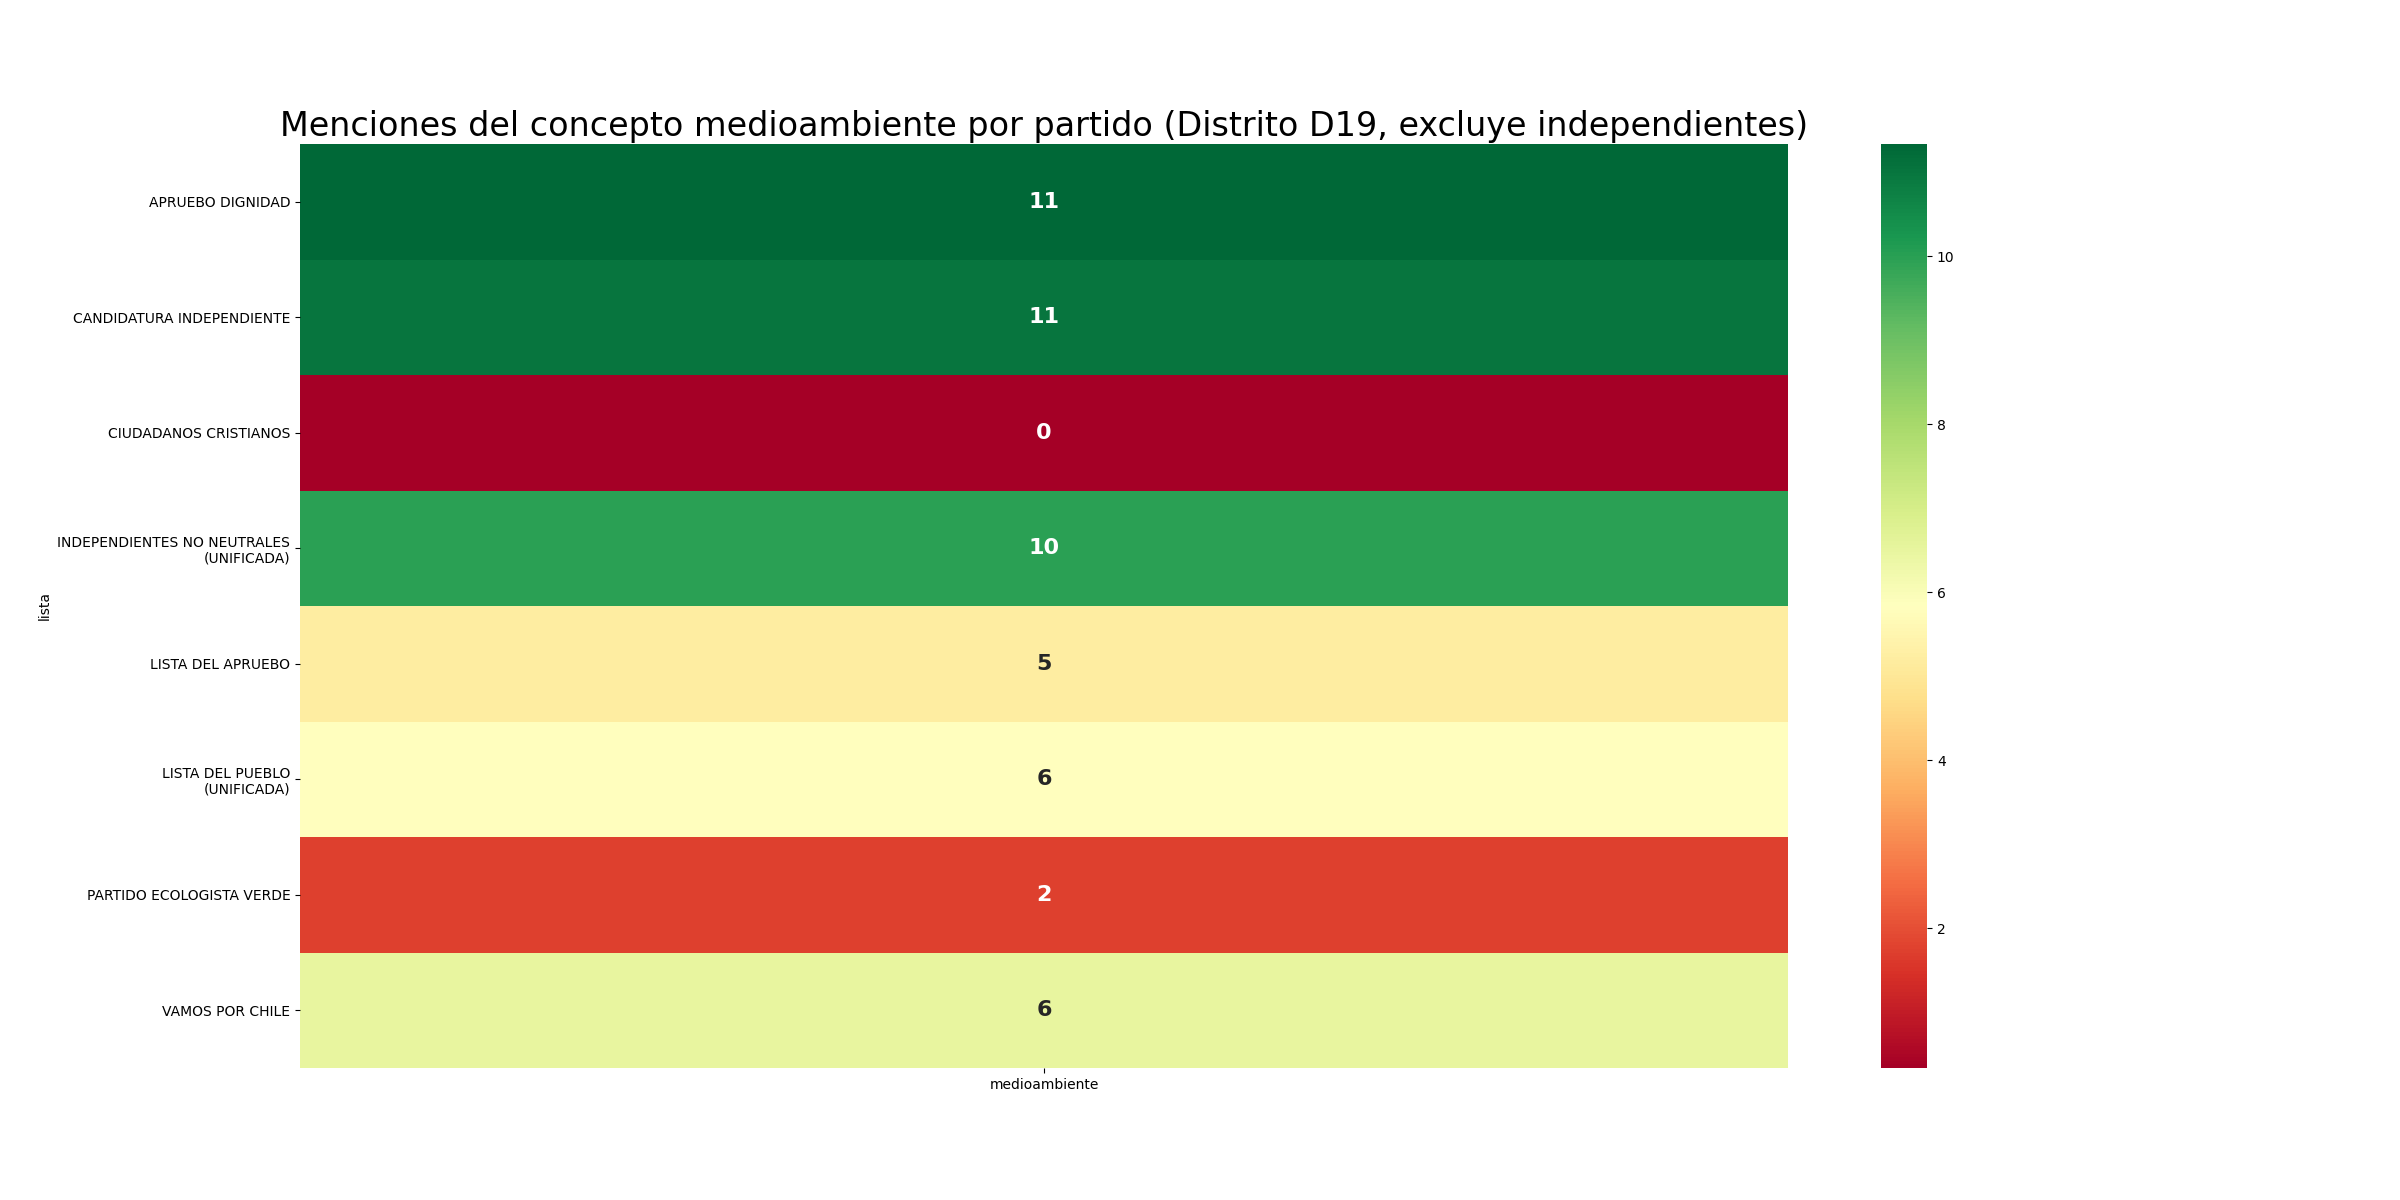 Menciones del concepto medioambiente por partido (Distrito D19, excluye independientes)
APRUEBO DIGNIDAD
11
CANDIDATURA INDEPENDIENTE
11
CIUDADANOS CRISTIANOS
0
INDEPENDIENTES NO NEUTRALES
(UNIFICADA)
10
LISTA DEL APRUEBO
5
LISTA DEL PUEBLO
(UNIFICADA)
6
PARTIDO ECOLOGISTA VERDE
2
VAMOS POR CHILE
6
lista
medioambiente
10
8
6
4
2